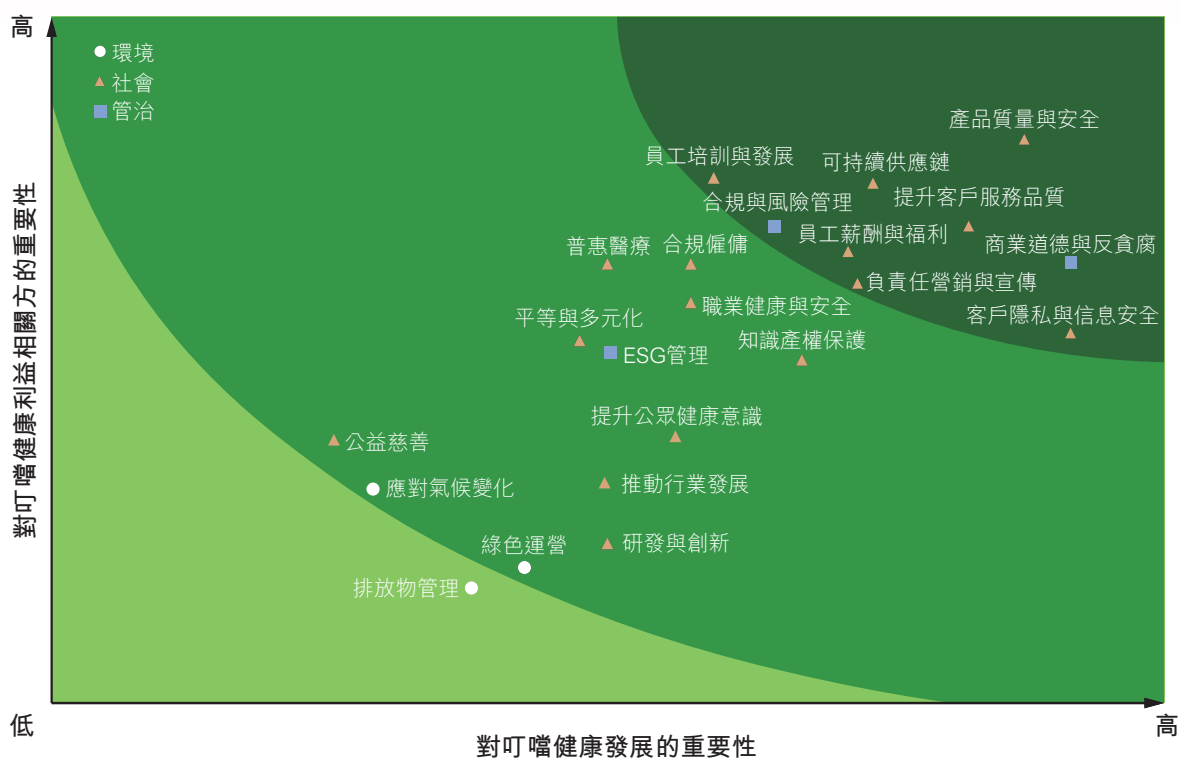 高
環境
社會
管治
產品質量與安全
員工培訓與發展
可持續供應鏈
提升客戶服務品質
合規與風險管理
員工薪酬與福利
商業道德與反貪腐
普惠醫療
合規僱傭
負責任營銷與宣傳
職業健康與安全
客戶隱私與信息安全
平等與多元化
知識產權保護
ESG管理
提升公眾健康意識
公益慈善
推動行業發展
應對氣候變化
綠色運營
研發與創新
排放物管理
對叮噹健康利益相關方的重要性
低
高
對叮噹健康發展的重要性